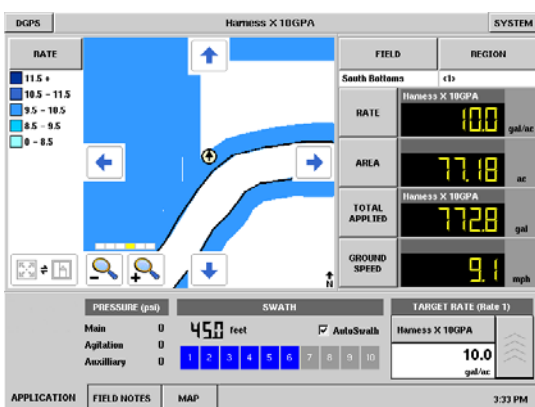 DGPS
Harness X 10GPA
SYSTEM
RATE
11.5 +
10.5 - 11.5
9.5 - 10.5
8.5 - 9.5
0 - 8.5
N
FIELD
REGION
South Bottoms
<1>
RATE
Harness X 10GPA
10.0
gal/ac
AREA
77.18
ac
TOTAL APPLIED
Harness X 10GPA
772.8
gal
GROUND SPEED
9.1
mph
PRESSURE (psi)
Main 0
Agitation 0
Auxilliary 0
SWATH
45.0 feet
AutoSwath
1 2 3 4 5 6 7 8 9 10
TARGET RATE (Rate 1)
Harness X 10GPA
10.0
gal/ac
APPLICATION
FIELD NOTES
MAP
3:33 PM